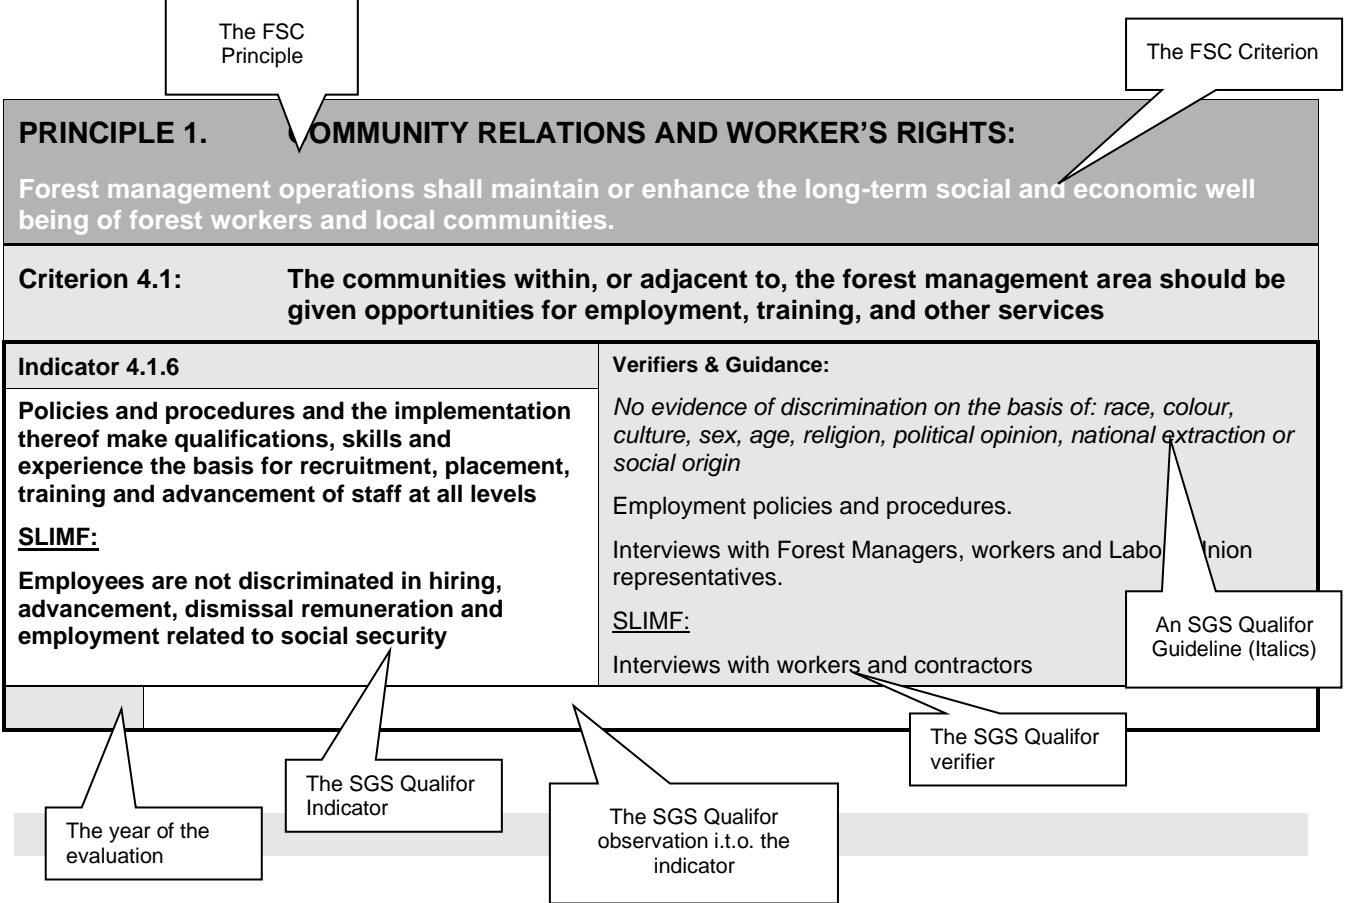 The FSC
Principle
The FSC Criterion
PRINCIPLE 1. COMMUNITY RELATIONS AND WORKER'S RIGHTS:
Forest management operations shall maintain or enhance the long-term social and economic well
being of forest workers and local communities.
Criterion 4.1: The communities within, or adjacent to, the forest management area should be
given opportunities for employment, training, and other services
Indicator 4.1.6
Policies and procedures and the implementation
thereof make qualifications, skills and
experience the basis for recruitment, placement,
training and advancement of staff at all levels
SLIMF:
Employees are not discriminated in hiring,
advancement, dismissal remuneration and
employment related to social security
Verifiers & Guidance:
No evidence of discrimination on the basis of: race, colour,
culture, sex, age, religion, political opinion, national extraction or
social origin
Employment policies and procedures.
Interviews with Forest Managers, workers and Labour Union
representatives.
SLIMF:
Interviews with workers and contractors
An SGS Qualifor
Guideline (Italics)
The SGS Qualifor
verifier
The SGS Qualifor
Indicator
The SGS Qualifor
observation i.t.o. the
indicator
The year of the
evaluation